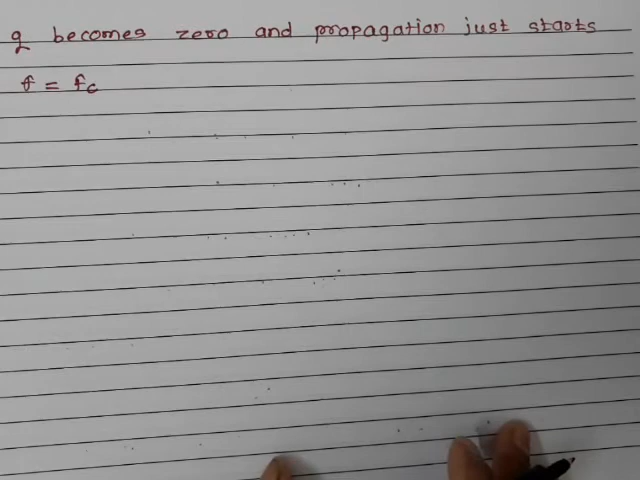 g becomes zero and propagation just starts
f = fc